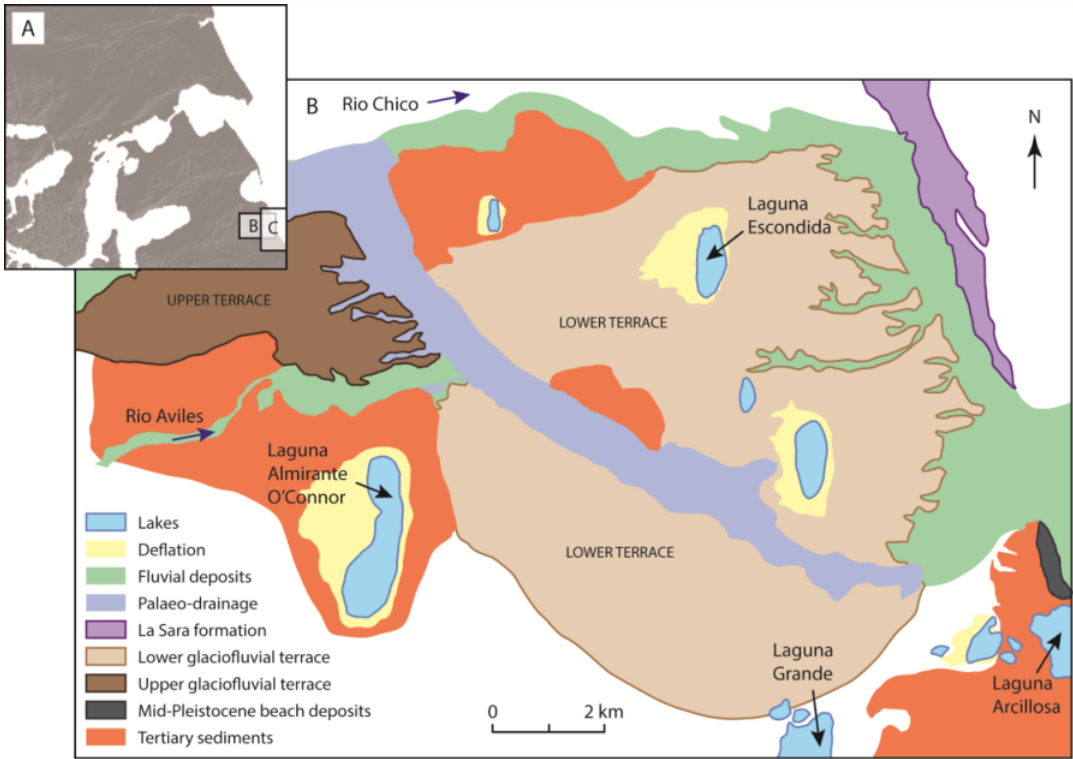 A
B
C
B
Rio Chico
N
Laguna
Escondida
UPPER TERRACE
LOWER TERRACE
Rio Aviles
Laguna
Almirante
O'Connor
LOWER TERRACE
Lakes
Deflation
Fluvial deposits
Palaeo-drainage
La Sara formation
Lower glaciofluvial terrace
Upper glaciofluvial terrace
Mid-Pleistocene beach deposits
Tertiary sediments
0 2 km
Laguna
Grande
Laguna
Arcillosa